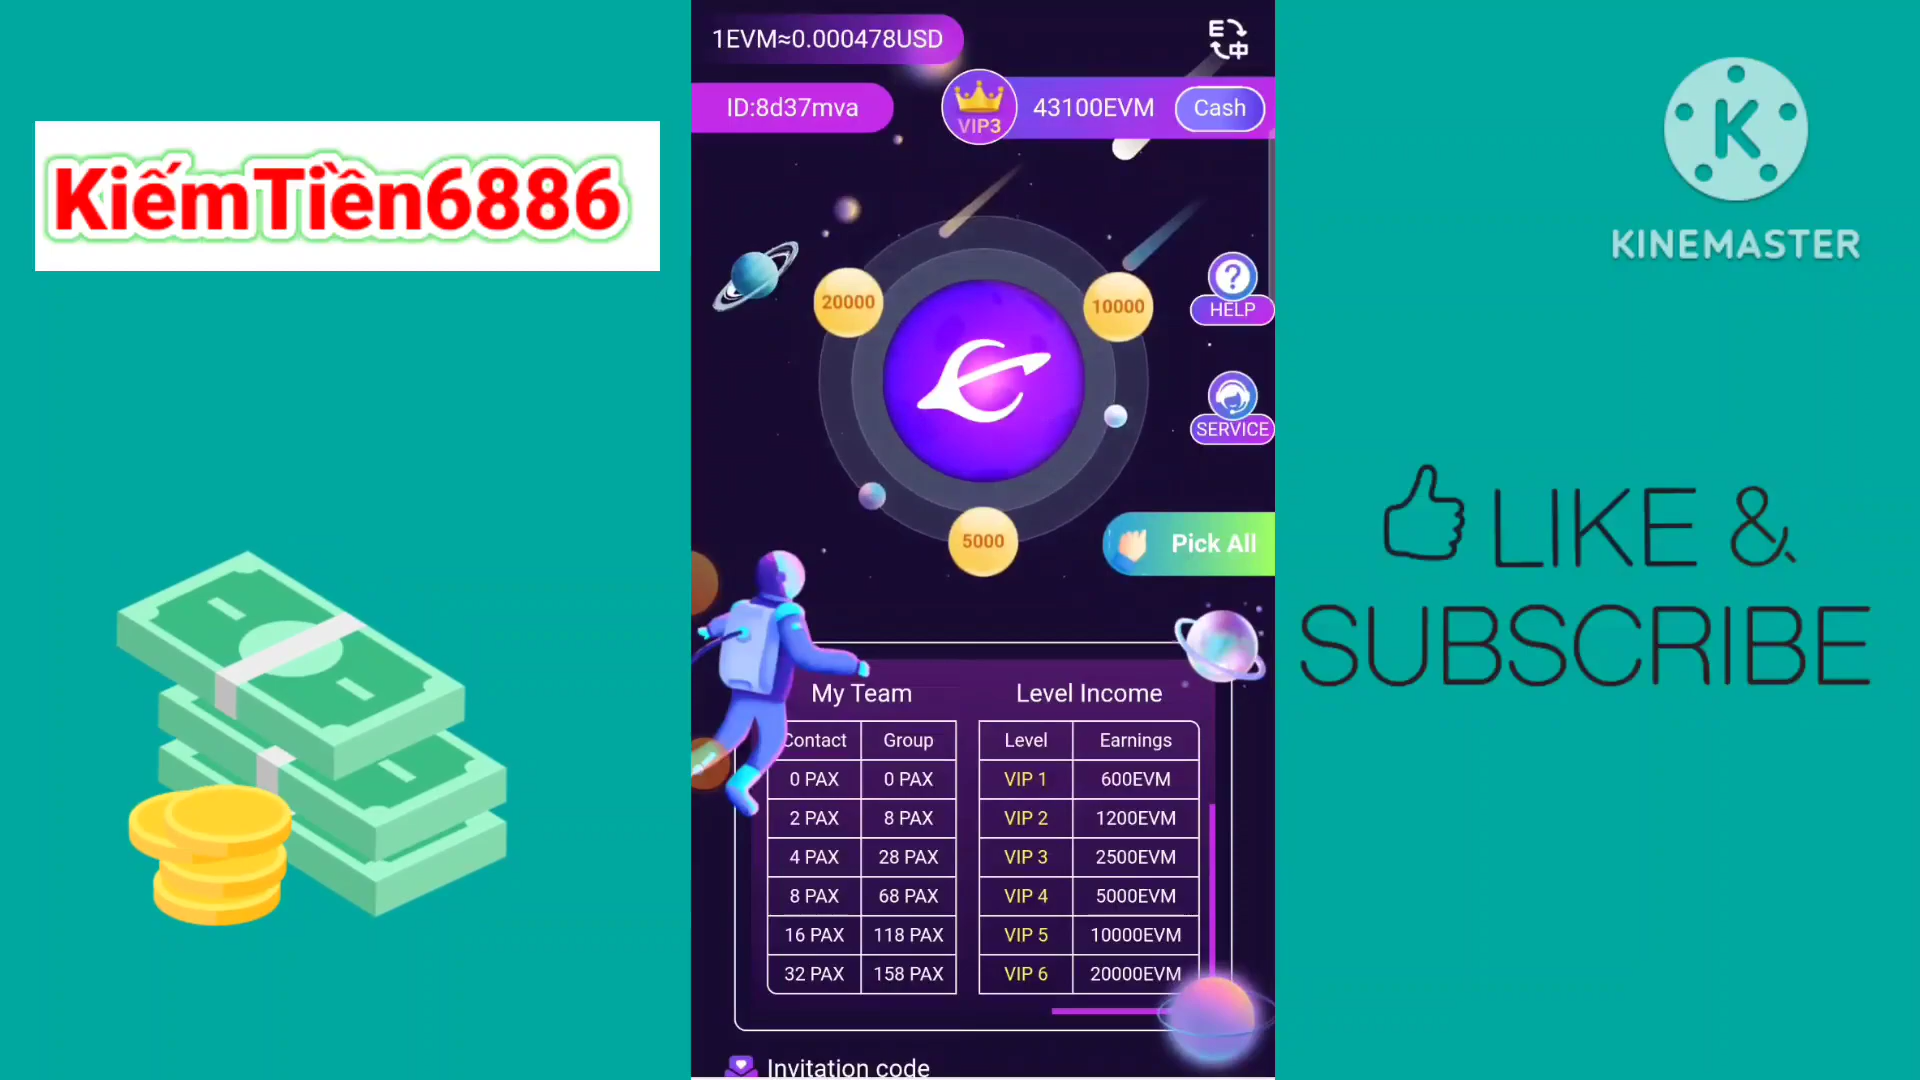 1EVM≈0.000478USD
E中
ID:8d37mva
VIP3
43100EVM
Cash
KiếmTiền6886
K
KINEMASTER
20000
10000
HELP
SERVICE
5000
Pick All
LIKE &
SUBSCRIBE
My Team
Level Income
Contact Group
0 PAX 0 PAX
2 PAX 8 PAX
4 PAX 28 PAX
8 PAX 68 PAX
16 PAX 118 PAX
32 PAX 158 PAX
Level Earnings
VIP 1 600EVM
VIP 2 1200EVM
VIP 3 2500EVM
VIP 4 5000EVM
VIP 5 10000EVM
VIP 6 20000EVM
Invitation code